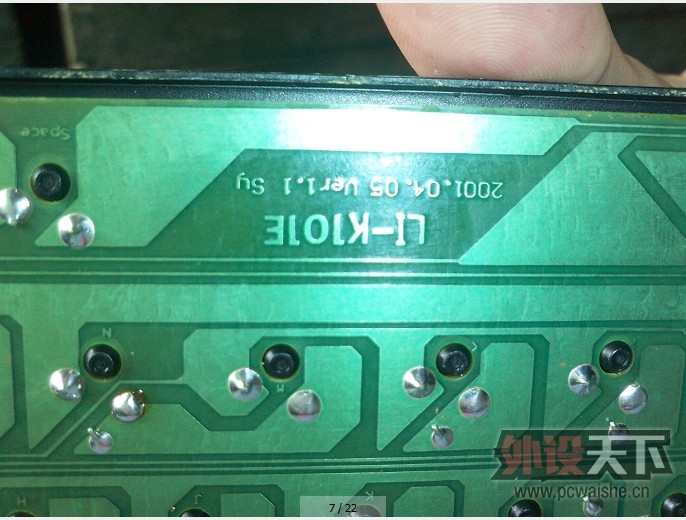 Space
2001.04.05 Ver1.1 Sy
LI-K101E
N
M
K
J
H
外设天下
www.pcwaishe.cn
7 / 22